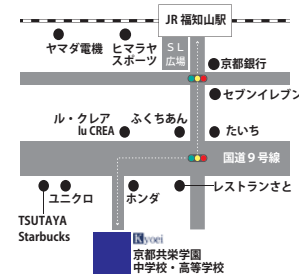 JR 福知山駅
ヤマダ電機
ヒマラヤ
スポーツ
ＳＬ
広場
京都銀行
セブンイレブン
ル・クレア
lu CREA
ふくちあん
たいち
国道９号線
ユニクロ
ホンダ
レストランさと
TSUTAYA
Starbucks
Kyoei
京都共栄学園
中学校・高等学校